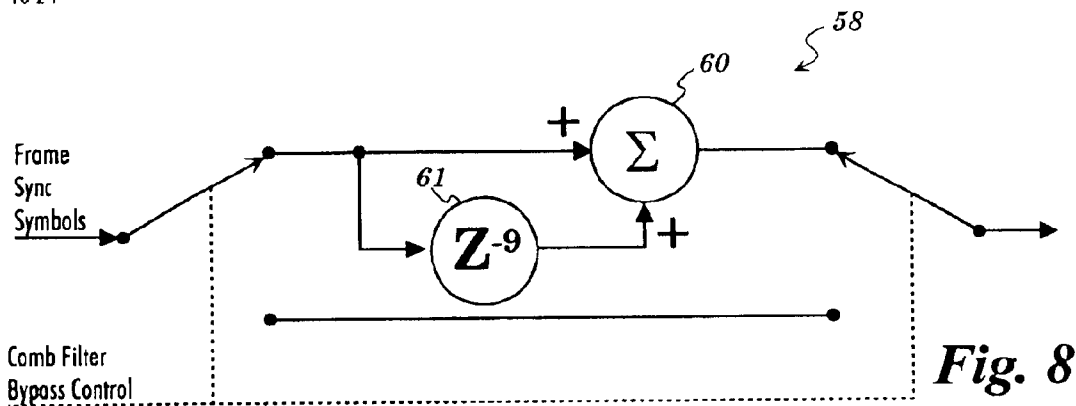 58
60
+
Σ
Frame
Sync
Symbols
61
Z-9
+
Comb Filter
Bypass Control
Fig. 8